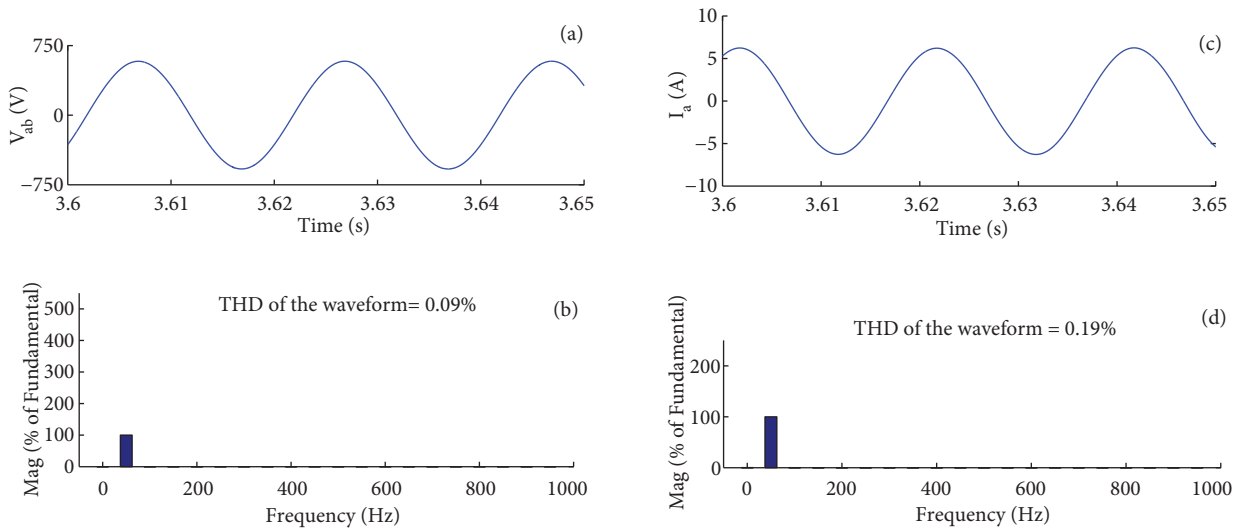 (a)
750
0
−750
V_ab (V)
3.6 3.61 3.62 3.63 3.64 3.65
Time (s)
(c)
10
5
0
−5
−10
I_a (A)
3.6 3.61 3.62 3.63 3.64 3.65
Time (s)
THD of the waveform= 0.09%
(b)
500
400
300
200
100
0
Mag (% of Fundamental)
0 200 400 600 800 1000
Frequency (Hz)
THD of the waveform = 0.19%
(d)
200
100
0
Mag (% of Fundamental)
0 200 400 600 800 1000
Frequency (Hz)